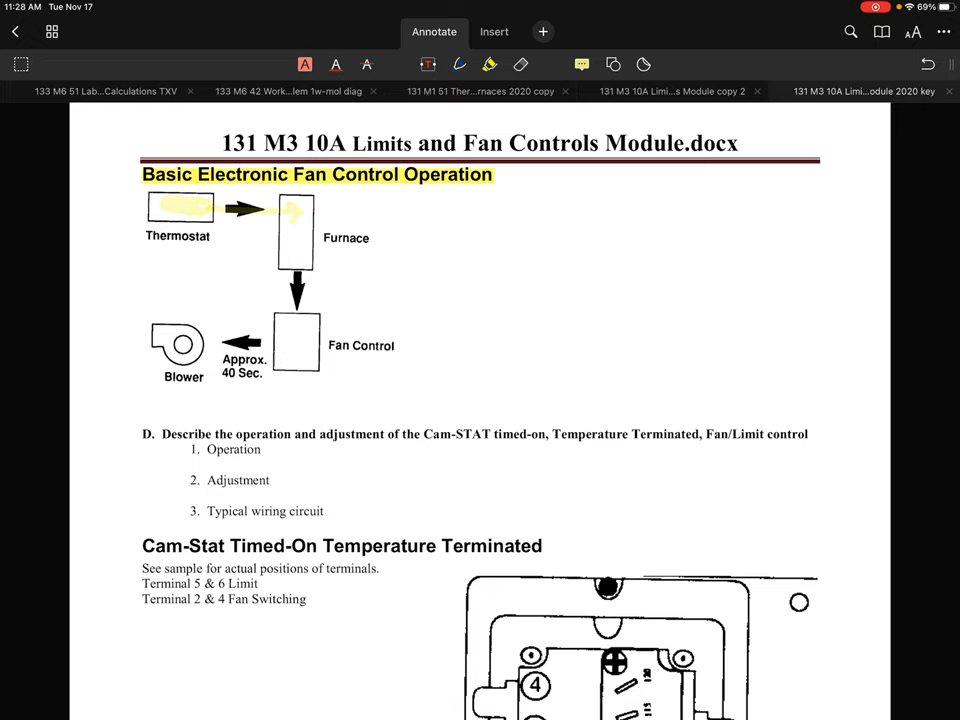 11:28 AM Tue Nov 17
69%
Annotate
Insert
AA
A A A T
133 M6 51 Lab...Calculations TXV
133 M6 42 Work...lem 1w-mol diag
131 M1 51 Ther...rnaces 2020 copy
131 M3 10A Limi...s Module copy 2
131 M3 10A Limi...odule 2020 key
131 M3 10A Limits and Fan Controls Module.docx
Basic Electronic Fan Control Operation
Thermostat
Furnace
Fan Control
Approx.
40 Sec.
Blower
D. Describe the operation and adjustment of the Cam-STAT timed-on, Temperature Terminated, Fan/Limit control
1. Operation
2. Adjustment
3. Typical wiring circuit
Cam-Stat Timed-On Temperature Terminated
See sample for actual positions of terminals.
Terminal 5 & 6 Limit
Terminal 2 & 4 Fan Switching
4
120
115